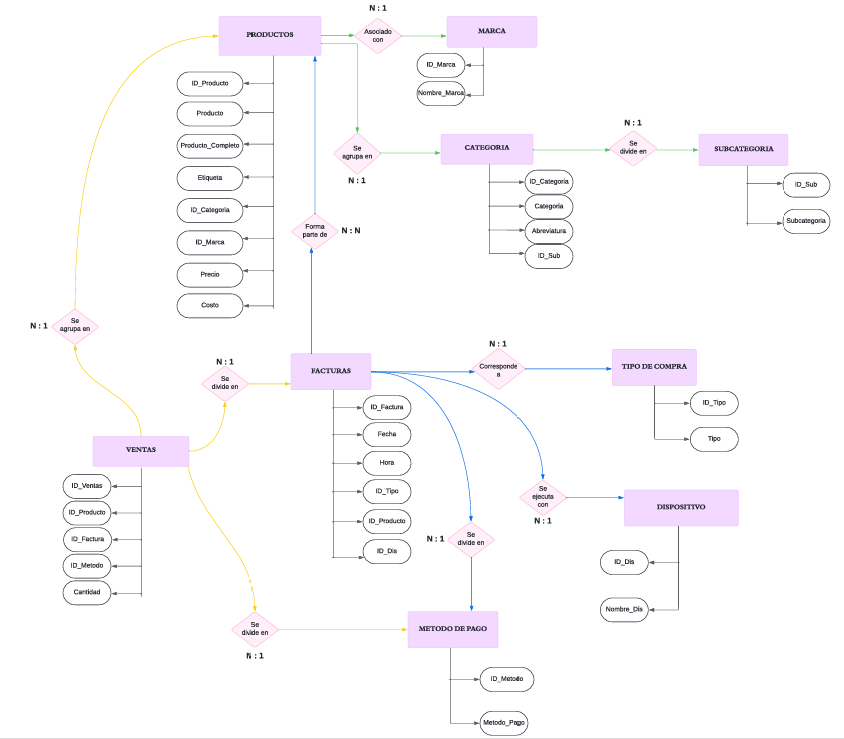 N : 1
PRODUCTOS
Asociado
con
MARCA
ID_Marca
Nombre_Marca
ID_Producto
Producto
Producto_Completo
Etiqueta
ID_Categoria
ID_Marca
Precio
Costo
Se
agrupa en
N : 1
CATEGORIA
N : 1
Se
divide en
SUBCATEGORIA
ID_Categoria
Categoria
Abreviatura
ID_Sub
ID_Sub
Subcategoria
Forma
parte de
N : N
N : 1
Se
agrupa en
N : 1
Se
divide en
FACTURAS
N : 1
Corresponde
a
TIPO DE COMPRA
ID_Tipo
Tipo
ID_Factura
Fecha
Hora
ID_Tipo
ID_Producto
ID_Dis
VENTAS
ID_Ventas
ID_Producto
ID_Factura
ID_Metodo
Cantidad
Se
ejecuta
con
N : 1
DISPOSITIVO
ID_Dis
Nombre_Dis
N : 1
Se
divide en
Se
divide en
N : 1
METODO DE PAGO
ID_Metodo
Metodo_Pago